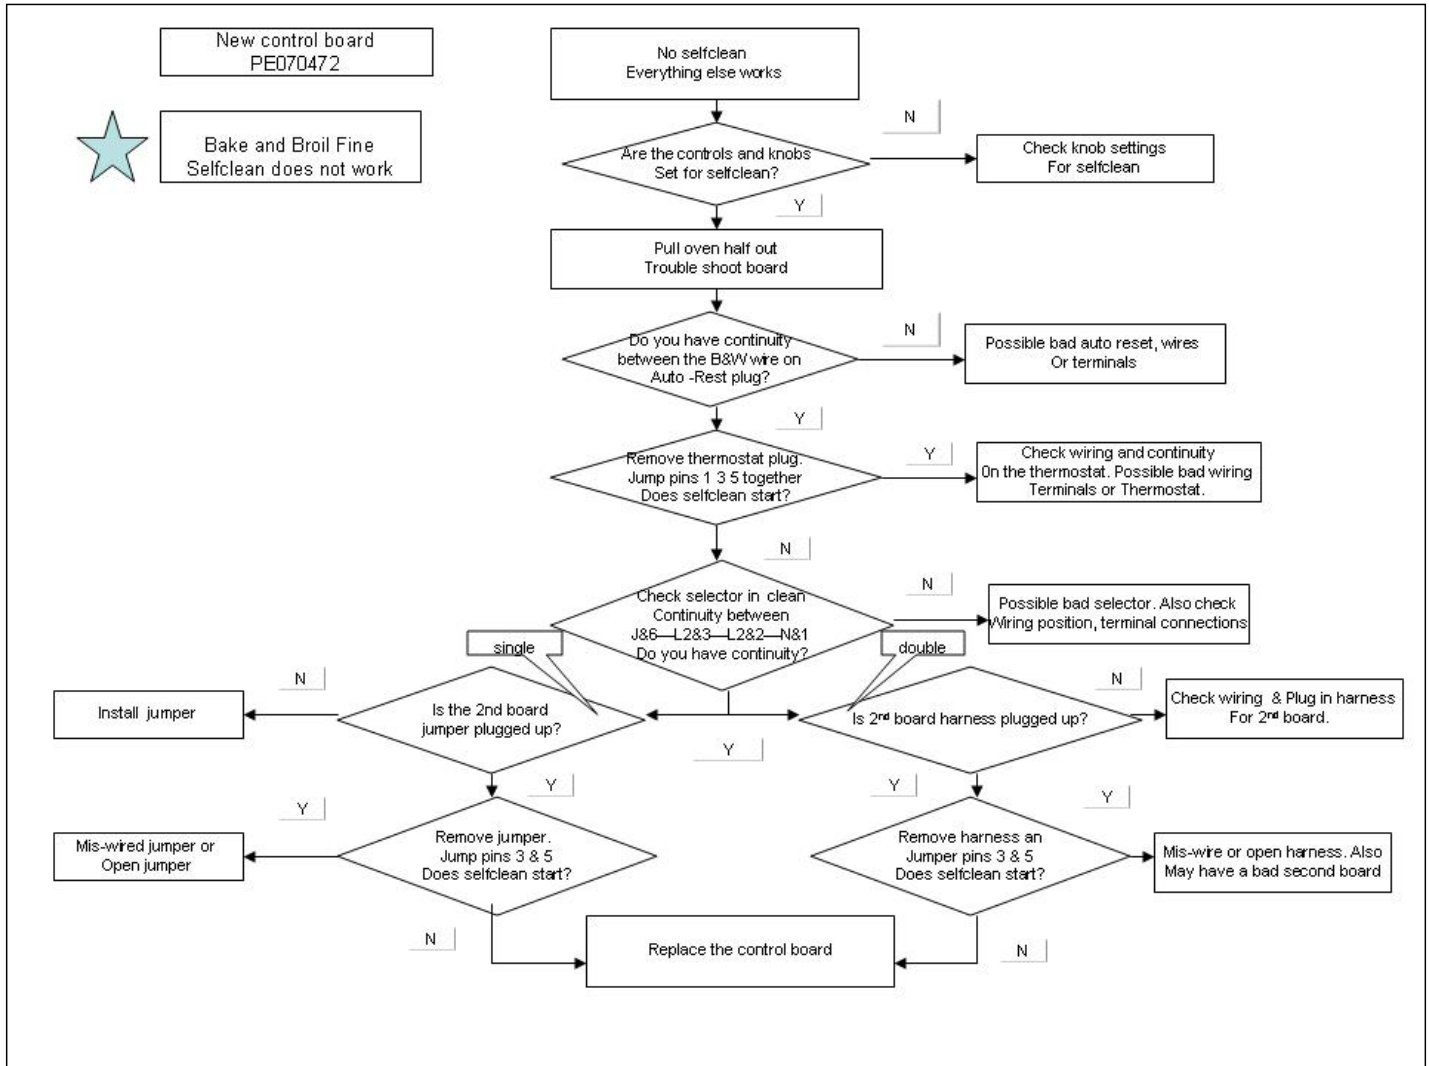 New control board
PE070472
Bake and Broil Fine
Selfclean does not work
No selfclean
Everything else works
N
Are the controls and knobs
Set for selfclean?
Check knob settings
For selfclean
Y
Pull oven half out
Trouble shoot board
N
Do you have continuity
between the B&W wire on
Auto -Rest plug?
Possible bad auto reset, wires
Or terminals
Y
Remove thermostat plug.
Jump pins 1 3 5 together
Does selfclean start?
Y
Check wiring and continuity
On the thermostat. Possible bad wiring
Terminals or Thermostat.
N
Check selector in clean
Continuity between
J&6—L2&3—L2&2—N&1
Do you have continuity?
N
Possible bad selector. Also check
Wiring position, terminal connections
single
double
N
Install jumper
Is the 2nd board
jumper plugged up?
Y
Is 2nd board harness plugged up?
N
Check wiring & Plug in harness
For 2nd board.
Y
Y
Y
Y
Mis-wired jumper or
Open jumper
Remove jumper.
Jump pins 3 & 5
Does selfclean start?
Remove harness an
Jumper pins 3 & 5
Does selfclean start?
Mis-wire or open harness. Also
May have a bad second board
N
Replace the control board
N